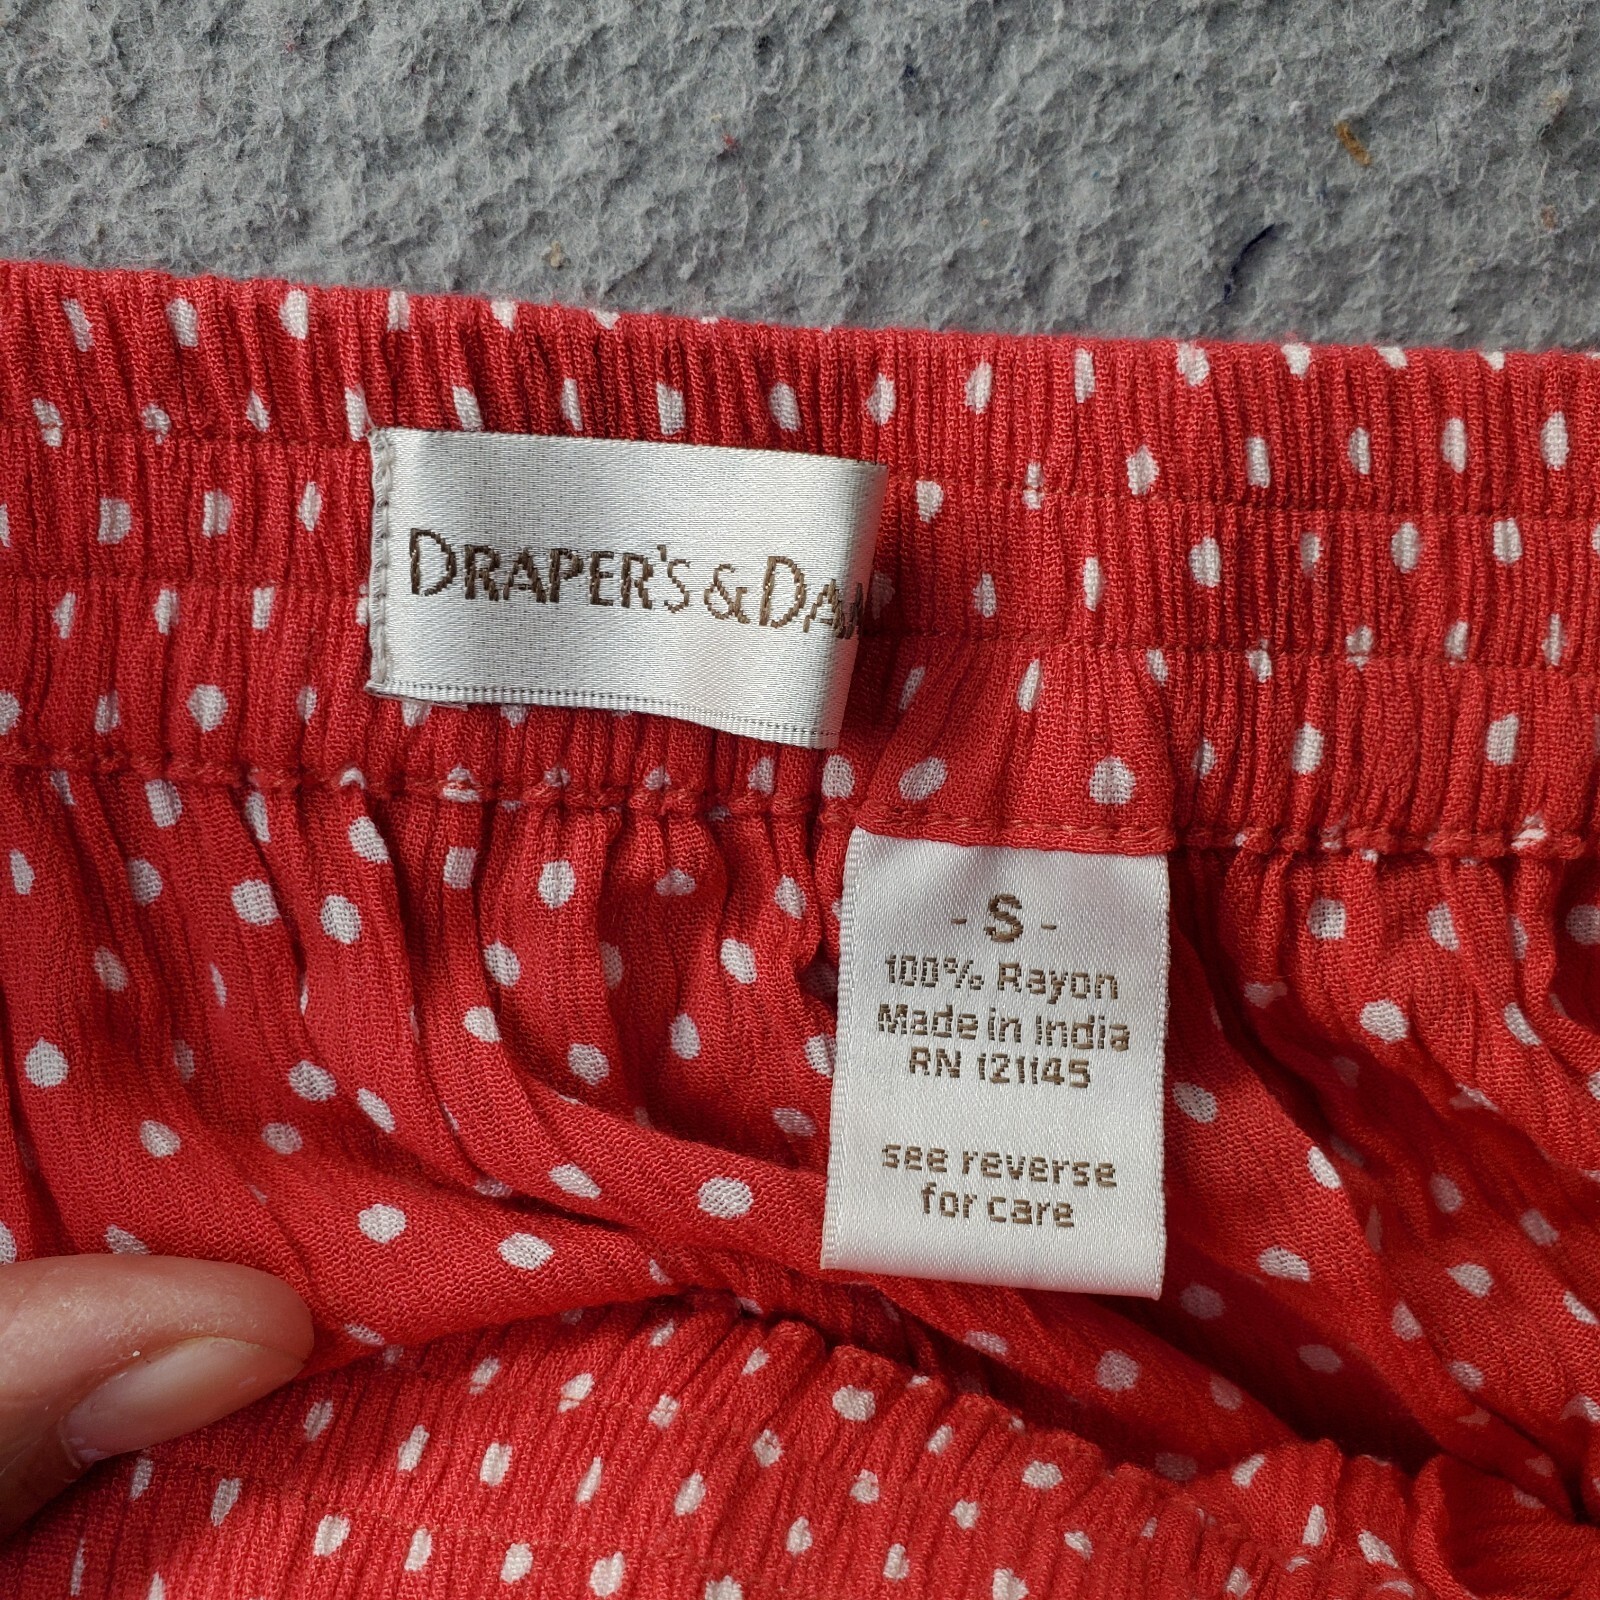 DRAPER'S & DA
- S -
100% Rayon
Made in India
RN 121145
see reverse
for care